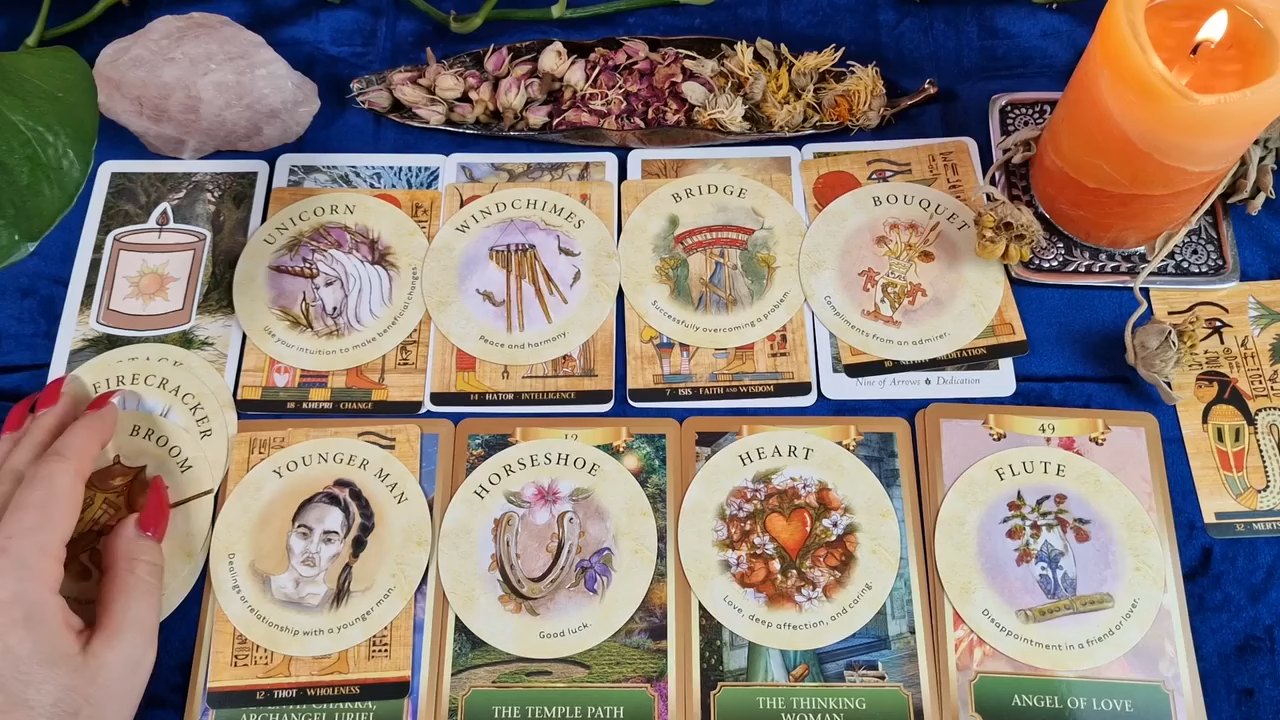 UNICORN
Use your intuition to make beneficial changes.
18 · KHEPRI · CHANGE
WINDCHIMES
Peace and harmony.
14 · HATOR · INTELLIGENCE
BRIDGE
Successfully overcoming a problem.
7 · ISIS · FAITH AND WISDOM
BOUQUET
Compliments from an admirer.
MEDITATION
Nine of Arrows Dedication
FIRECRACKER
BROOM
YOUNGER MAN
Dealings or relationship with a younger man.
12 · THOT · WHOLENESS
ARCHANGEL URIEL
HORSESHOE
Good luck.
THE TEMPLE PATH
HEART
Love, deep affection, and caring.
THE THINKING
WOMAN
49
FLUTE
Disappointment in a friend or lover.
ANGEL OF LOVE